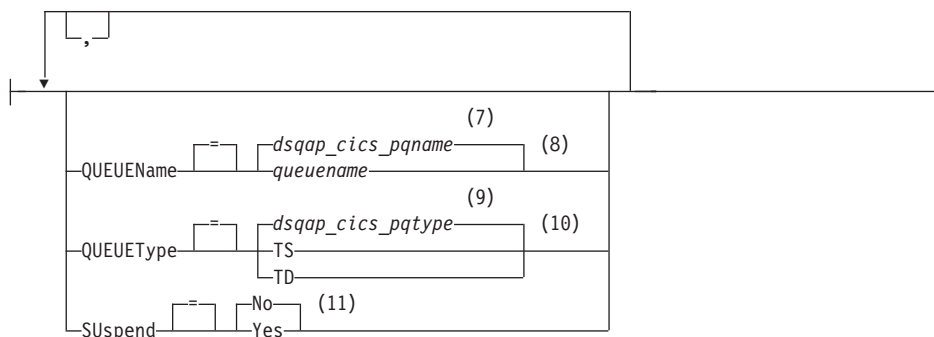 ,
(7)
= dsqap_cics_pqname (8)
QUEUEName queuename
(9)
= dsqap_cics_pqtype (10)
QUEUEType TS
TD
= No (11)
SUspend Yes